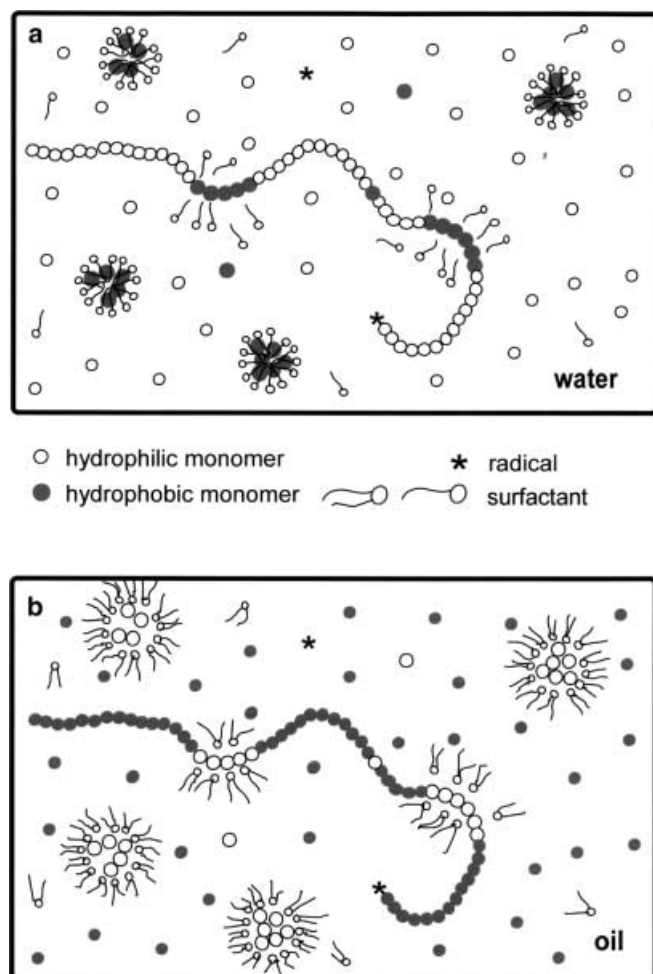 a
water
hydrophilic monomer
* radical
hydrophobic monomer
surfactant
b
oil